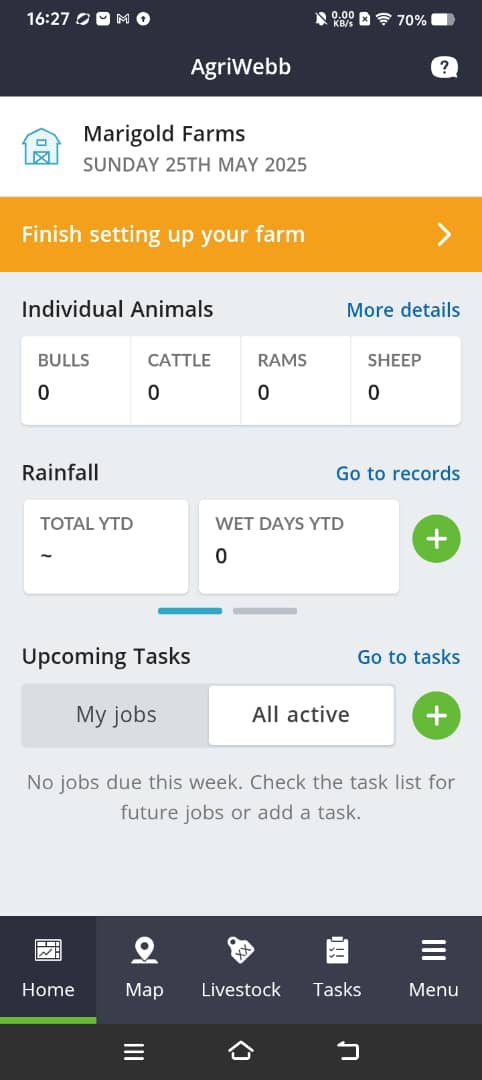 16:27 0.00 KB/s 70%
AgriWebb
Marigold Farms
SUNDAY 25TH MAY 2025
Finish setting up your farm
Individual Animals More details
BULLS CATTLE RAMS SHEEP
0 0 0 0
Rainfall Go to records
TOTAL YTD WET DAYS YTD
~ 0
Upcoming Tasks Go to tasks
My jobs All active
No jobs due this week. Check the task list for
future jobs or add a task.
Home Map Livestock Tasks Menu